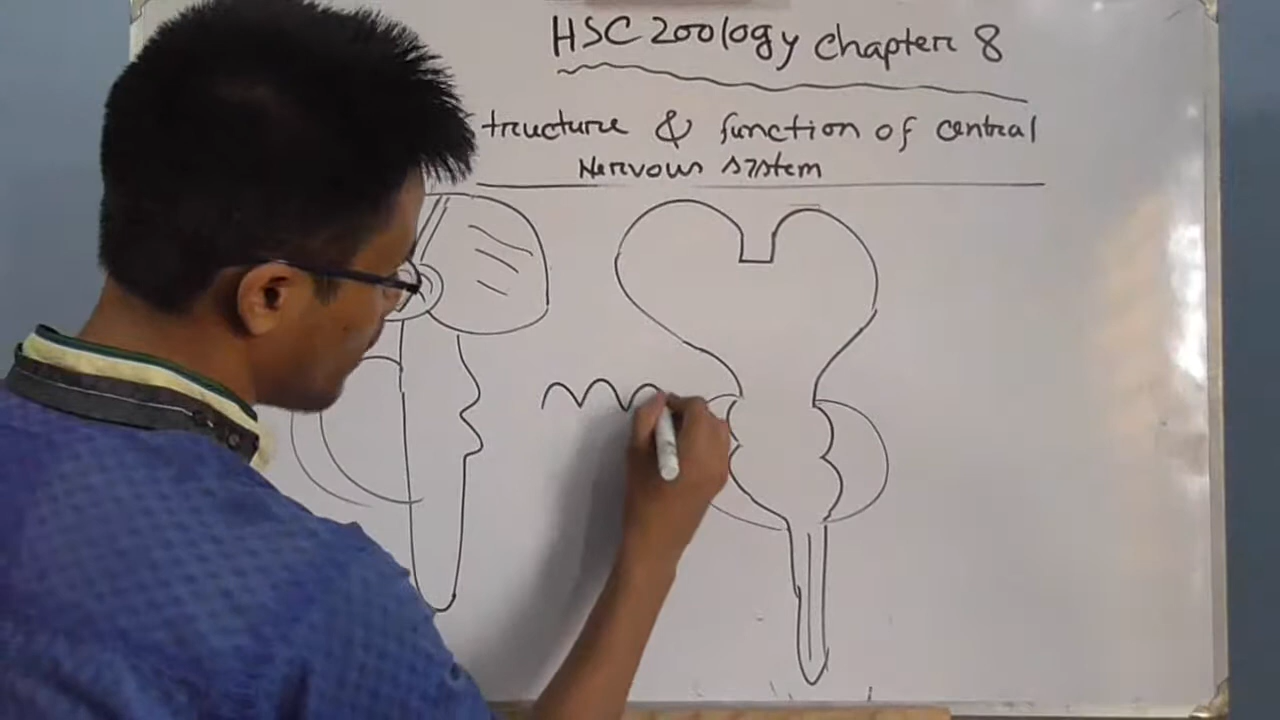 HSC Zoology Chapter 8
tructure & function of central
Nervous system